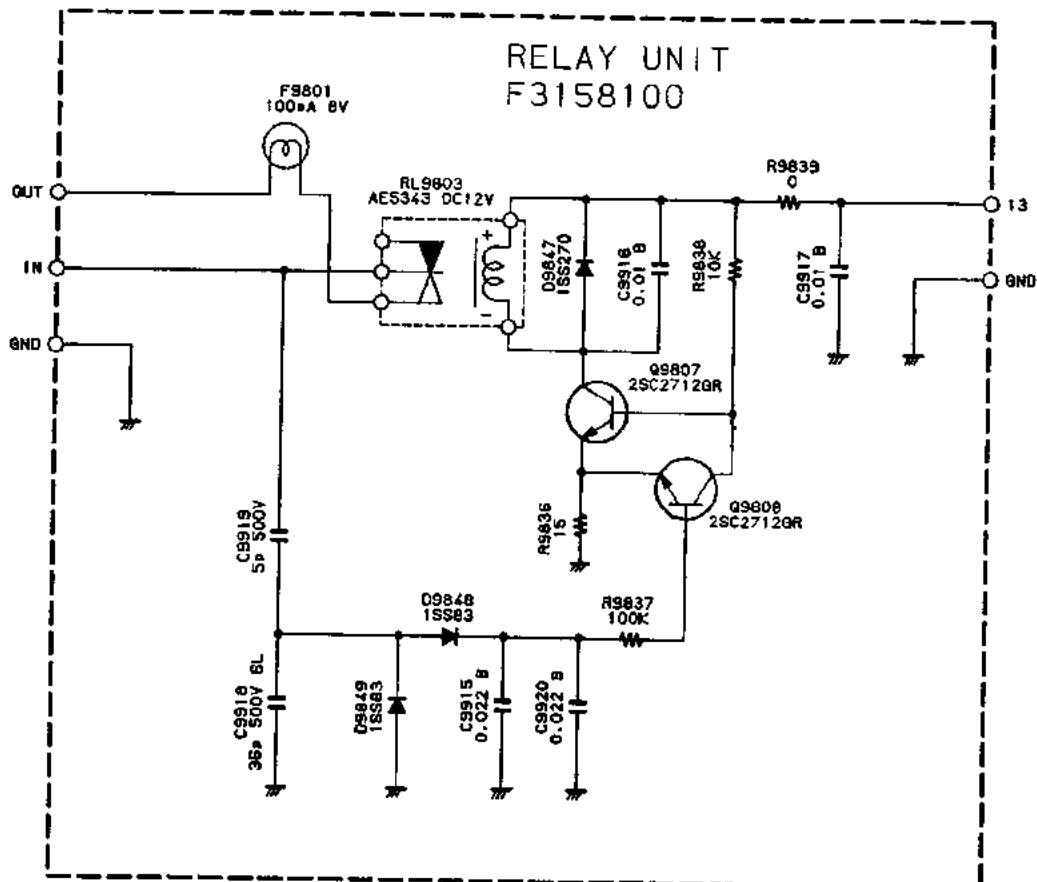 RELAY UNIT
F3158100
F9801
100mA 8V
OUT
RL9803
AE5343 DC12V
R9839
0
13
IN
+
-
D9847
1SS270
C9916
0.01 B
R9838
10K
C9917
0.01 B
GND
GND
Q9807
2SC2712GR
Q9808
2SC2712GR
R9836
15
C9919
5p 500V
D9848
1SS83
R9837
100K
C9918
36p 500V SL
D9849
1SS83
C9915
0.022 B
C9920
0.022 B